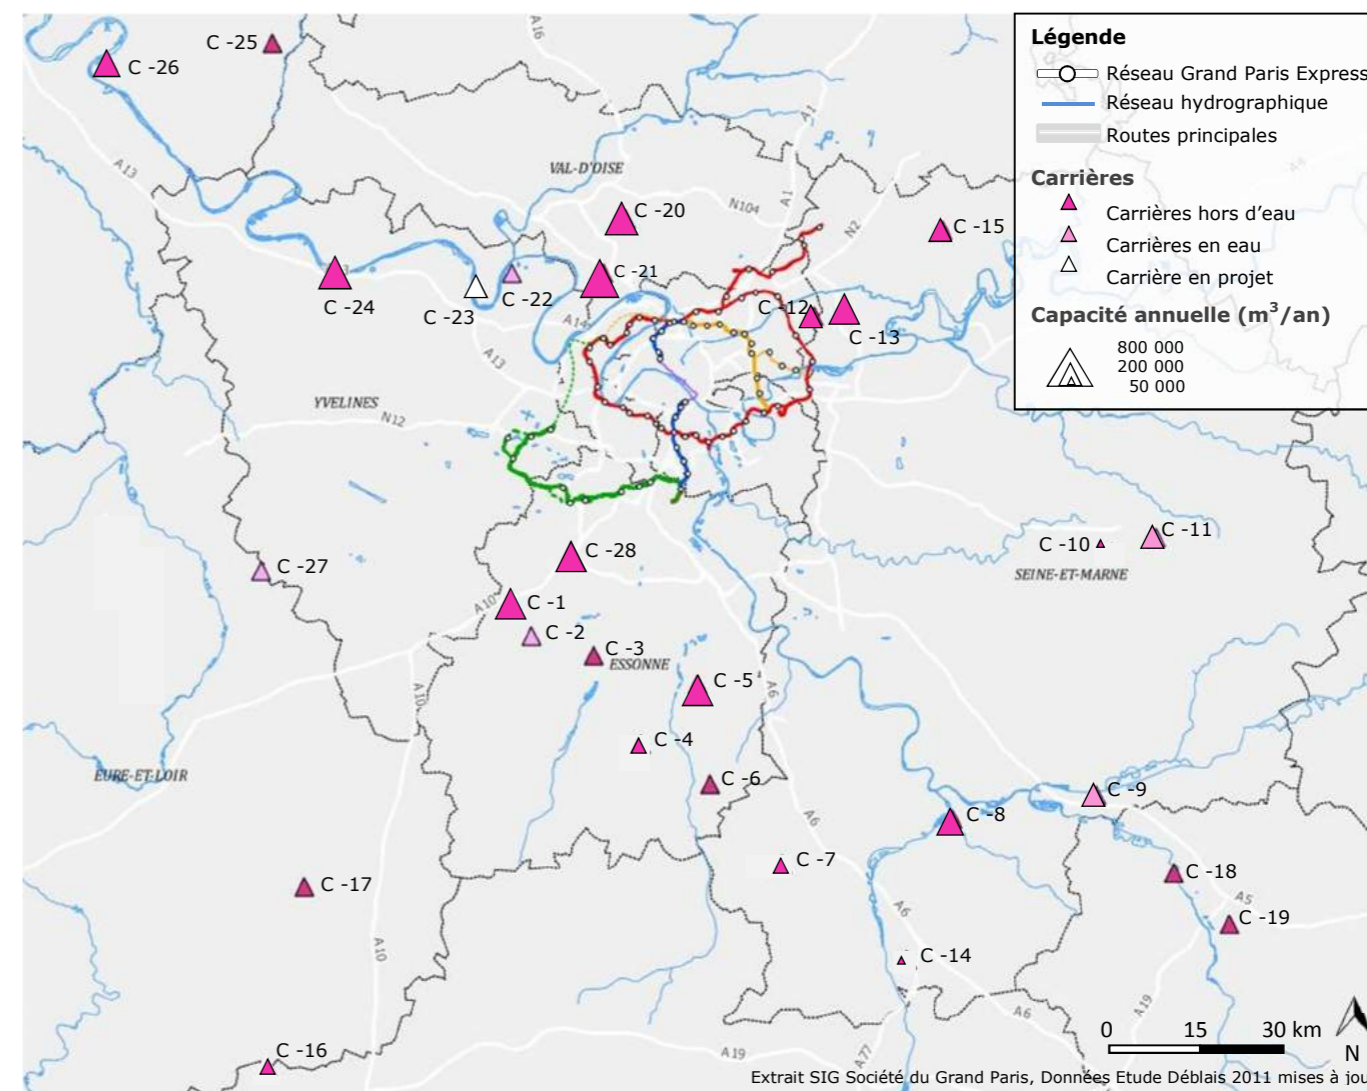 Légende
Réseau Grand Paris Express
Réseau hydrographique
Routes principales
Carrières
Carrières hors d'eau
Carrières en eau
Carrière en projet
Capacité annuelle (m³/an)
800 000
200 000
50 000
C -25
C -26
A16
A1
A13
VAL-D'OISE
C -20
N104
A1
N2
C -15
C -21
C -24
C -23
C -22
A14
C -12
C -13
A13
YVELINES
N12
C -28
C -10
C -11
SEINE-ET-MARNE
C -27
A10
C -1
C -2
C -3
ESSONNE
C -5
A6
A10
C -4
EURE-ET-LOIR
C -6
C -9
A6
C -8
C -7
C -18
C -17
A5
A6
C -19
A10
C -14
A19
A6
C -16
A19
A77
0 15 30 km
N
Extrait SIG Société du Grand Paris, Données Etude Déblais 2011 mises à jou